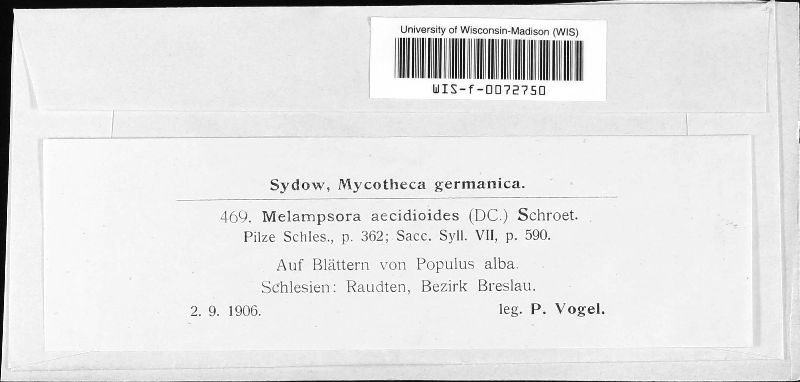 University of Wisconsin-Madison (WIS)
WIS-f-0072750
Sydow, Mycotheca germanica.
469. Melampsora aecidioides (DC.) Schroet.
Pilze Schles., p. 362; Sacc. Syll. VII, p. 590.
Auf Blättern von Populus alba.
Schlesien: Raudten, Bezirk Breslau.
2. 9. 1906. leg. P. Vogel.